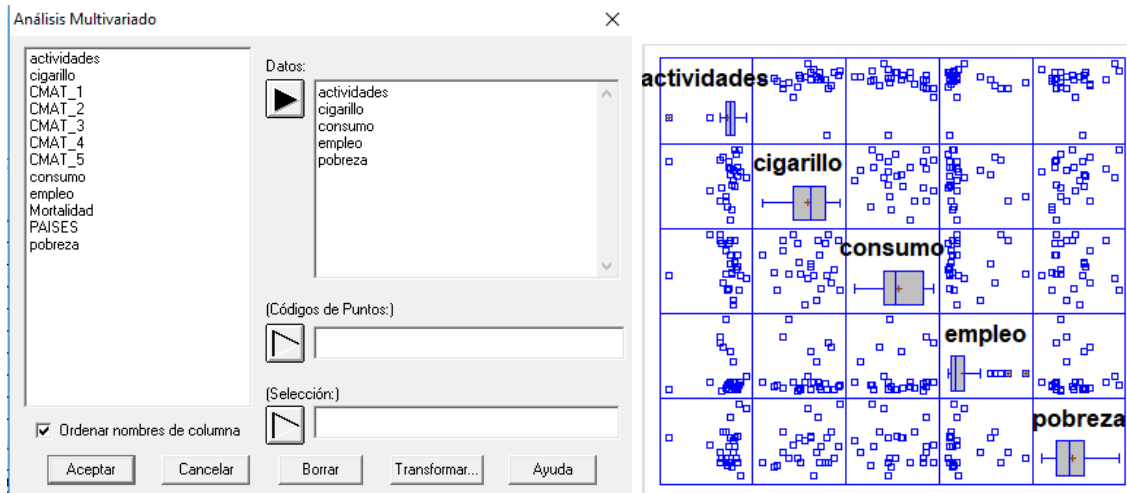 Análisis Multivariado
actividades
cigarillo
CMAT_1
CMAT_2
CMAT_3
CMAT_4
CMAT_5
consumo
empleo
Mortalidad
PAISES
pobreza
Ordenar nombres de columna
Datos:
actividades
cigarillo
consumo
empleo
pobreza
(Códigos de Puntos:)
(Selección:)
Aceptar
Cancelar
Borrar
Transformar...
Ayuda
actividades
cigarillo
consumo
empleo
pobreza